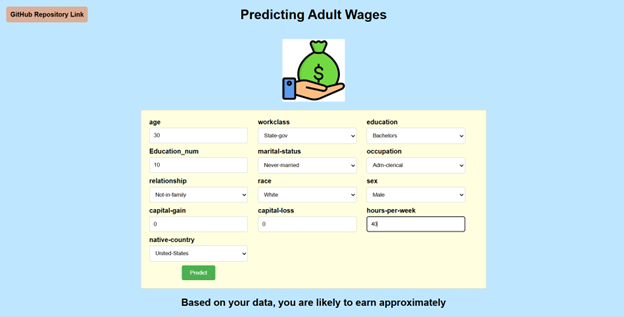 GitHub Repository Link
Predicting Adult Wages
$
age workclass education
30 State-gov Bachelors
Education_num marital-status occupation
10 Never-married Adm-clerical
relationship race sex
Not-in-family White Male
capital-gain capital-loss hours-per-week
0 0 40
native-country
United-States
Predict
Based on your data, you are likely to earn approximately